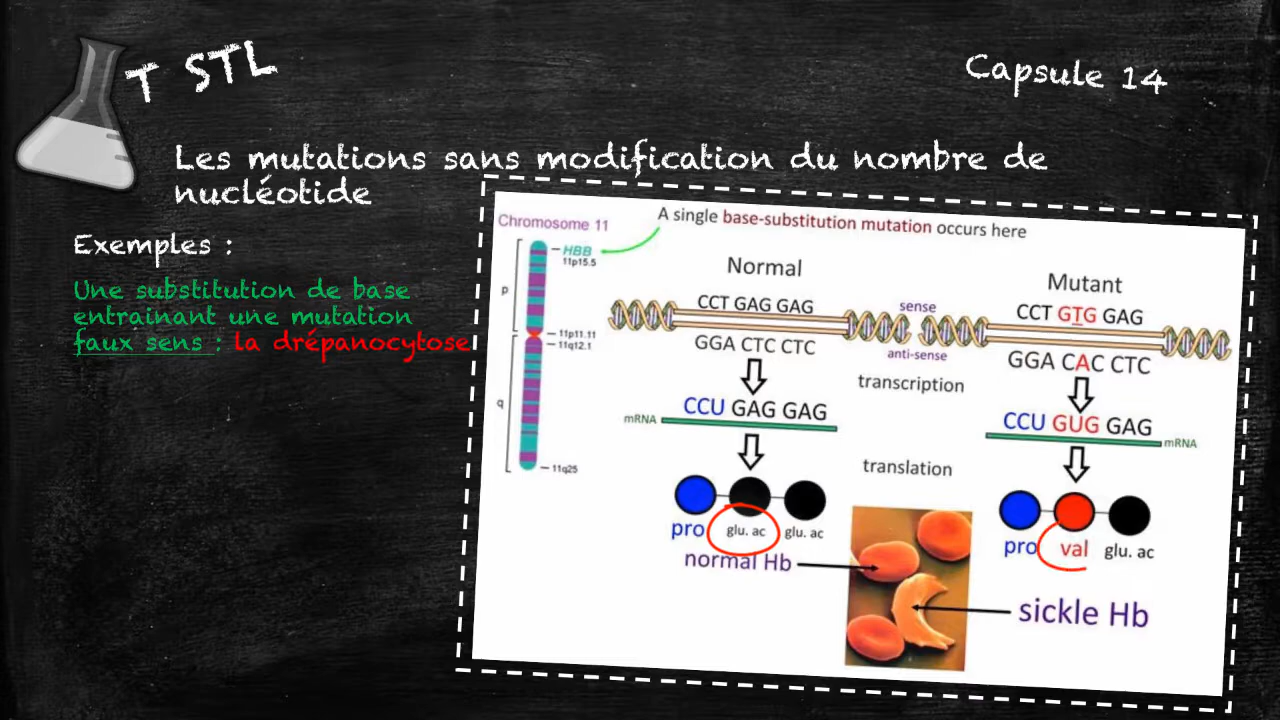 T STL
Capsule 14
Les mutations sans modification du nombre de
nucléotide
Exemples :
Une substitution de base
entrainant une mutation
faux sens : la drépanocytose
Chromosome 11
A single base-substitution mutation occurs here
HBB
11p15.5
p
11p11.11
11q12.1
q
11q25
Normal
CCT GAG GAG
GGA CTC CTC
mRNA
CCU GAG GAG
pro glu. ac glu. ac
normal Hb
sense
anti-sense
transcription
translation
Mutant
CCT GTG GAG
GGA CAC CTC
CCU GUG GAG
mRNA
pro val glu. ac
sickle Hb